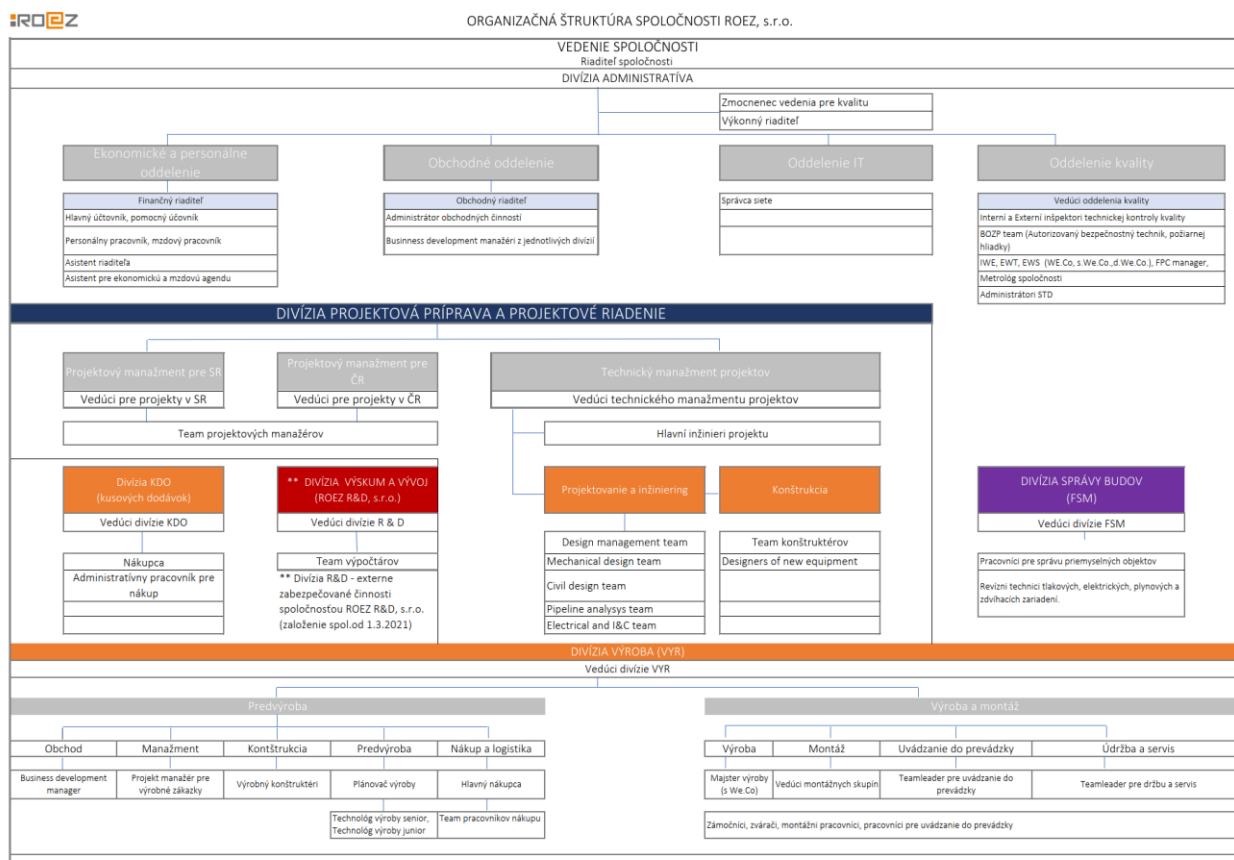 ROEZ
ORGANIZAČNÁ ŠTRUKTÚRA SPOLOČNOSTI ROEZ, s.r.o.
VEDENIE SPOLOČNOSTI
Riaditeľ spoločnosti
DIVÍZIA ADMINISTRATÍVA
Zmocnenec vedenia pre kvalitu
Výkonný riaditeľ
Ekonomické a personálne
oddelenie
Obchodné oddelenie
Oddelenie IT
Oddelenie kvality
Finančný riaditeľ
Hlavný účtovník, pomocný účovník
Personálny pracovník, mzdový pracovník
Asistent riaditeľa
Asistent pre ekonomickú a mzdovú agendu
Obchodný riaditeľ
Administrátor obchodných činností
Businness development manažéri z jednotlivých divízií
Správca siete
Vedúci oddelenia kvality
Interní a Externí inšpektori technickej kontroly kvality
BOZP team (Autorizovaný bezpečnostný technik, požiarnej
hliadky)
IWE, EWT, EWS (WE.Co, s.We.Co.,d.We.Co.), FPC manager,
Metrológ spoločnosti
Administrátori STD
DIVÍZIA PROJEKTOVÁ PRÍPRAVA A PROJEKTOVÉ RIADENIE
Projektový manažment pre SR
Vedúci pre projekty v SR
Projektový manažment pre
ČR
Vedúci pre projekty v ČR
Technický manažment projektov
Vedúci technického manažmentu projektov
Team projektových manažérov
Hlavní inžinieri projektu
Divízia KDO
(kusových dodávok)
Vedúci divízie KDO
Nákupca
Administratívny pracovník pre
nákup
** DIVÍZIA VÝSKUM A VÝVOJ
(ROEZ R&D, s.r.o.)
Vedúci divízie R & D
Team výpočtárov
** Divízia R&D - externe
zabezpečované činnosti
spoločnosťou ROEZ R&D, s.r.o.
(založenie spol.od 1.3.2021)
Projektovanie a inžiniering
Design management team
Mechanical design team
Civil design team
Pipeline analysys team
Electrical and I&C team
Konštrukcia
Team konštruktérov
Designers of new equipment
DIVÍZIA SPRÁVY BUDOV
(FSM)
Vedúci divízie FSM
Pracovníci pre správu priemyselných objektov
Revízni technici tlakových, elektrických, plynových a
zdvíhacích zariadení.
DIVÍZIA VÝROBA (VYR)
Vedúci divízie VYR
Predvýroba
Výroba a montáž
Obchod
Manažment
Kontštrukcia
Predvýroba
Nákup a logistika
Výroba
Montáž
Uvádzanie do prevádzky
Údržba a servis
Business development
manager
Projekt manažér pre
výrobné zákazky
Výrobný konštruktéri
Plánovač výroby
Hlavný nákupca
Majster výroby
(s We.Co)
Vedúci montážnych skupín
Teamleader pre uvádzanie do
prevádzky
Teamleader pre držbu a servis
Technológ výroby senior,
Technológ výroby junior
Team pracovníkov nákupu
Zámočníci, zvárači, montážni pracovníci, pracovníci pre uvádzanie do prevádzky